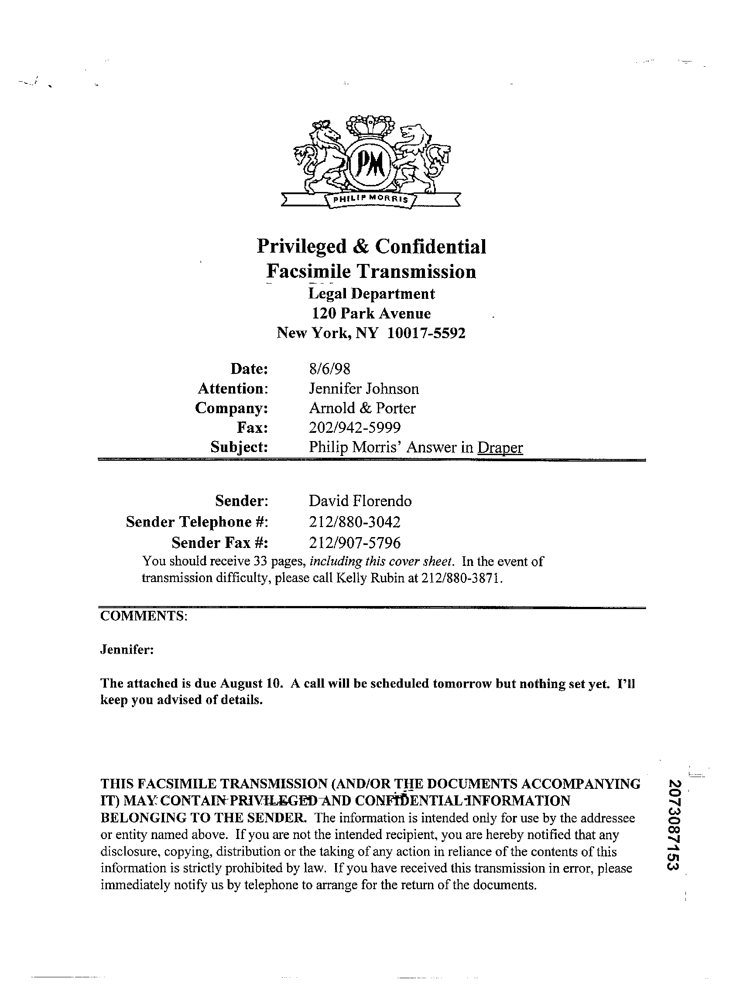 PM
PHILIP MORRIS
Privileged & Confidential
Facsimile Transmission
Legal Department
120 Park Avenue
New York, NY 10017-5592
Date: 8/6/98
Attention: Jennifer Johnson
Company: Arnold & Porter
Fax: 202/942-5999
Subject: Philip Morris' Answer in Draper
Sender: David Florendo
Sender Telephone #: 212/880-3042
Sender Fax #: 212/907-5796
You should receive 33 pages, including this cover sheet. In the event of
transmission difficulty, please call Kelly Rubin at 212/880-3871.
COMMENTS:
Jennifer:
The attached is due August 10. A call will be scheduled tomorrow but nothing set yet. I'll
keep you advised of details.
THIS FACSIMILE TRANSMISSION (AND/OR THE DOCUMENTS ACCOMPANYING
IT) MAY CONTAIN PRIVILEGED AND CONFIDENTIAL INFORMATION
BELONGING TO THE SENDER. The information is intended only for use by the addressee
or entity named above. If you are not the intended recipient, you are hereby notified that any
disclosure, copying, distribution or the taking of any action in reliance of the contents of this
information is strictly prohibited by law. If you have received this transmission in error, please
immediately notify us by telephone to arrange for the return of the documents.
2073087153